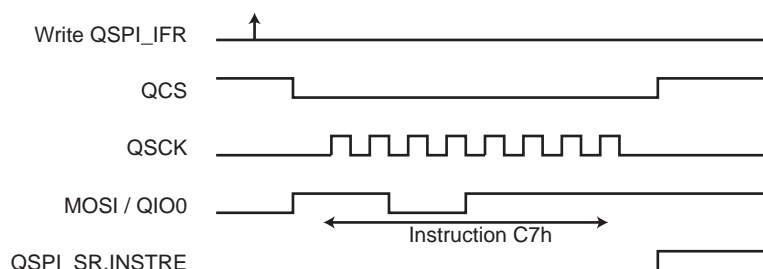 Write QSPI_IFR
QCS
QSCK
MOSI / QIO0
Instruction C7h
QSPI_SR.INSTRE